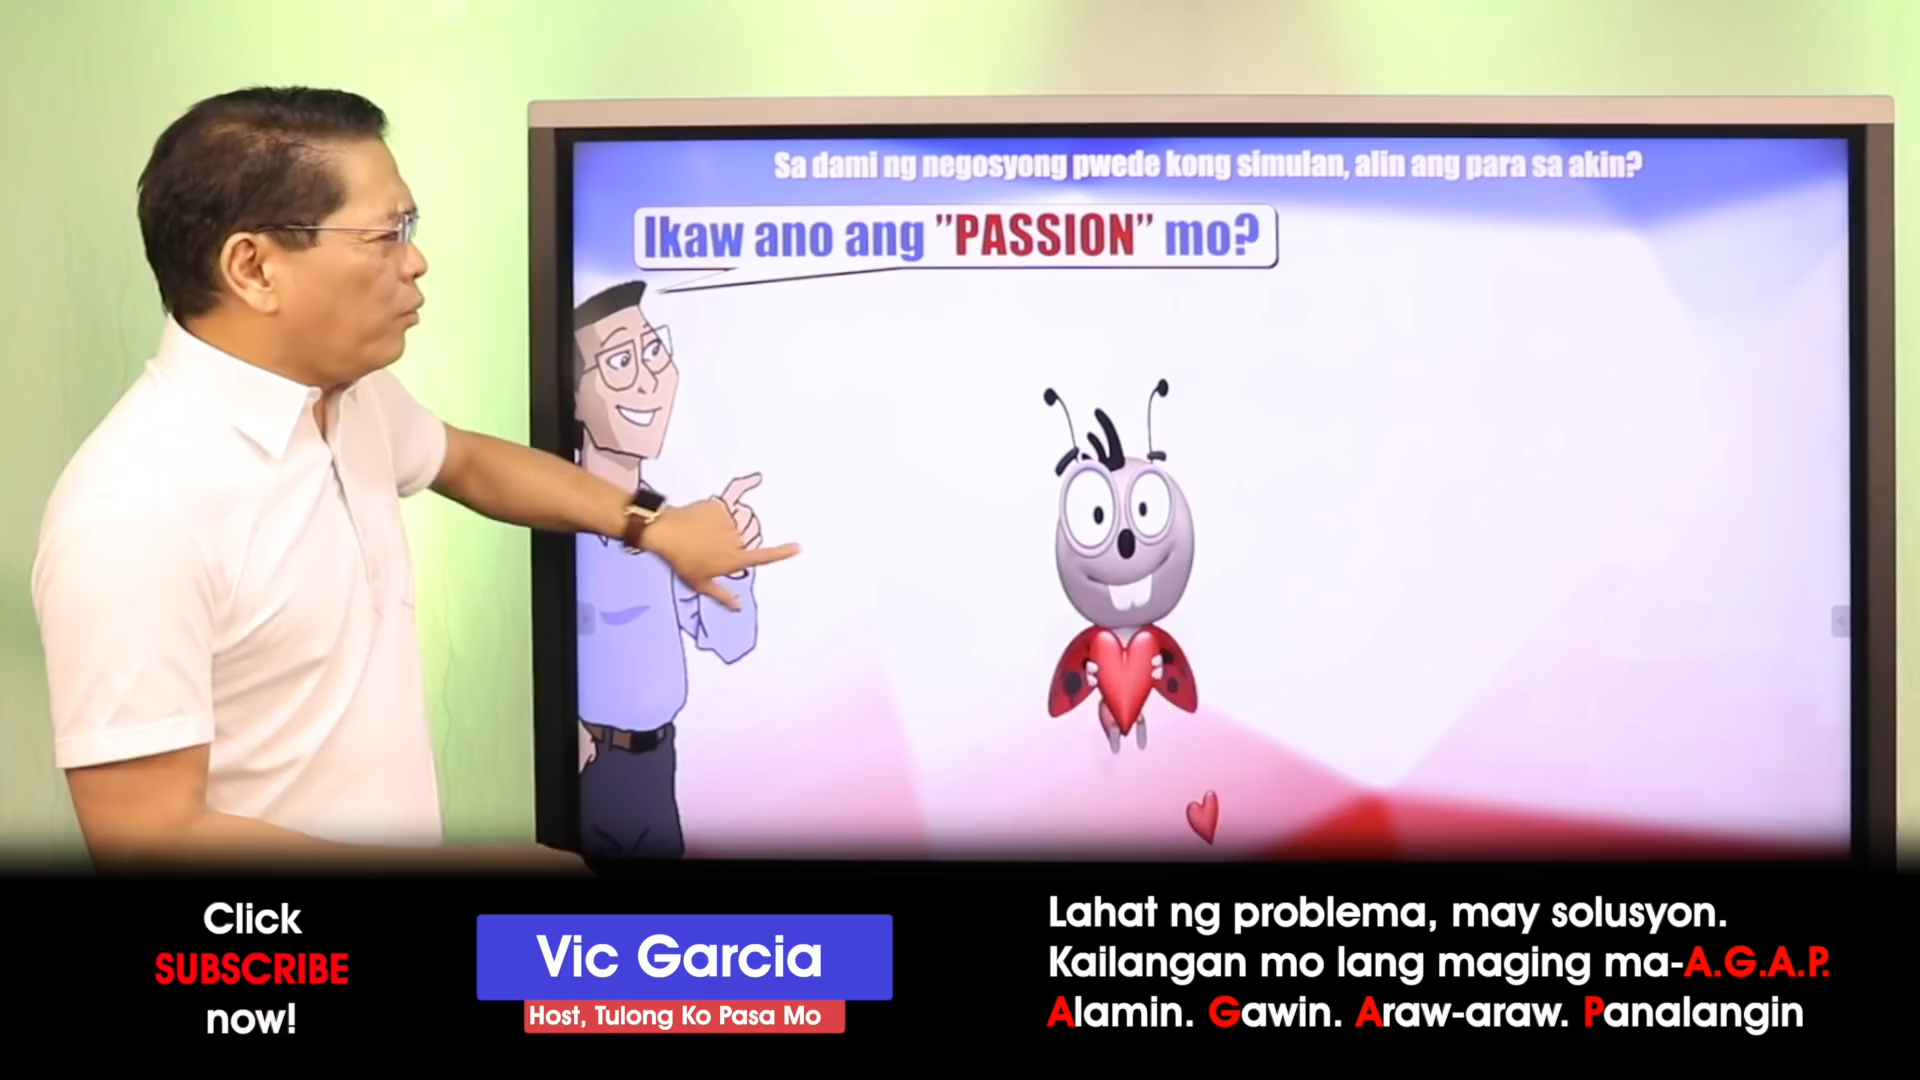 Sa dami ng negosyong pwede kong simulan, alin ang para sa akin?
Ikaw ano ang "PASSION" mo?
Click
SUBSCRIBE
now!
Vic Garcia
Host, Tulong Ko Pasa Mo
Lahat ng problema, may solusyon.
Kailangan mo lang maging ma-A.G.A.P.
Alamin. Gawin. Araw-araw. Panalangin